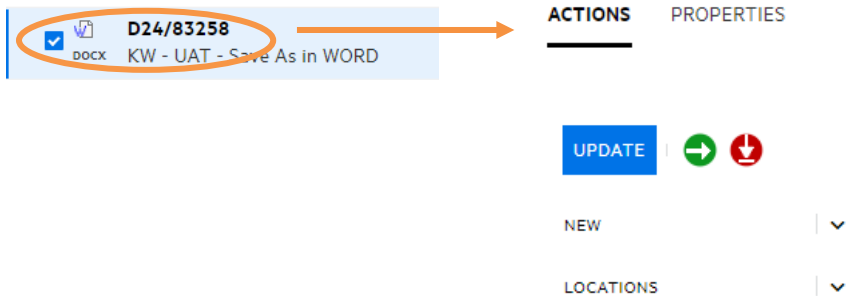 D24/83258
DOCX KW - UAT - Save As in WORD
ACTIONS PROPERTIES
UPDATE
NEW
LOCATIONS